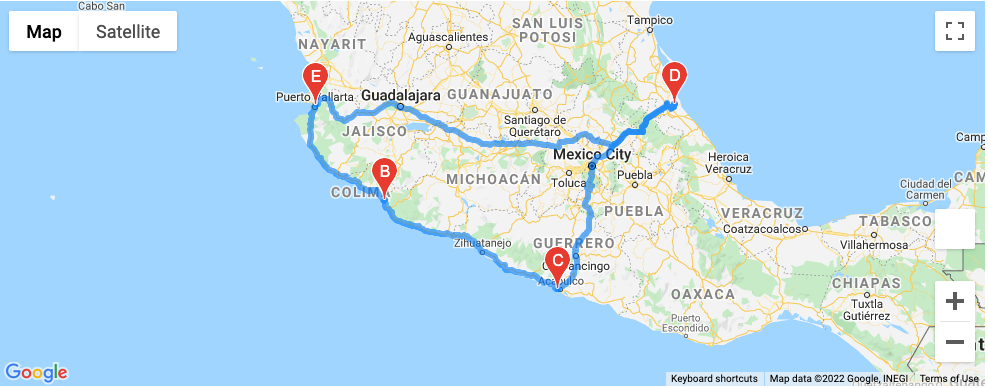 Cabo San
Map
Satellite
Tampico
SAN LUIS
POTOSI
NAYARIT
Aguascalientes
E
D
Puerto Vallarta
Guadalajara
GUANAJUATO
Santiago de
Querétaro
JALISCO
Mexico City
B
MICHOACÁN
Toluca
Puebla
Heroica
Veracruz
COLIMA
Ciudad del
Carmen
PUEBLA
VERACRUZ
Coatzacoalcos
TABASCO
Villahermosa
Zihuatanejo
GUERRERO
C
Acapulco
OAXACA
CHIAPAS
Tuxtla
Gutiérrez
Puerto
Escondido
Google
Keyboard shortcuts
Map data ©2022 Google, INEGI
Terms of Use